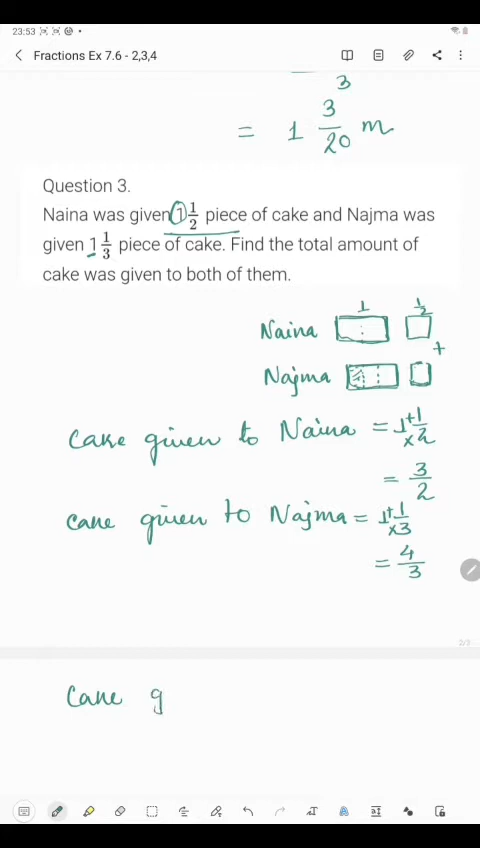 23:53
Fractions Ex 7.6 - 2,3,4
3
= 1 3/20 m
Question 3.
Naina was given 1 1/2 piece of cake and Najma was
given 1 1/3 piece of cake. Find the total amount of
cake was given to both of them.
1 1/2
Naina
+
Najma
Cake given to Naina = 1 + 1/2 ×
= 3/2
Cake given to Najma = 1 + 1/3 ×
= 4/3
2/2
Cake g